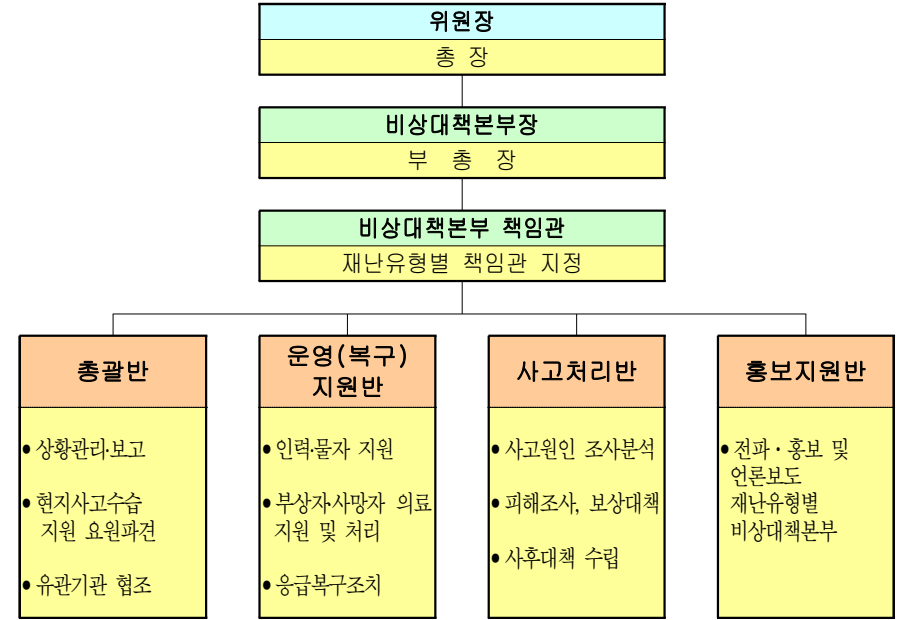 위원장
총 장
비상대책본부장
부 총 장
비상대책본부 책임관
재난유형별 책임관 지정
총괄반
• 상황관리·보고
• 현지사고수습
지원 요원파견
• 유관기관 협조
운영(복구)
지원반
• 인력·물자 지원
• 부상자·사망자 의료
지원 및 처리
• 응급복구조치
사고처리반
• 사고원인 조사분석
• 피해조사, 보상대책
• 사후대책 수립
홍보지원반
• 전파·홍보 및
언론보도
재난유형별
비상대책본부